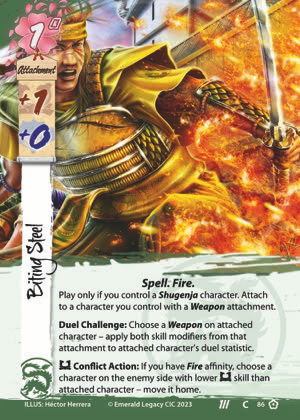 1
Attachment
+1
+0
Biting Steel
Spell. Fire.
Play only if you control a Shugenja character. Attach
to a character you control with a Weapon attachment.
Duel Challenge: Choose a Weapon on attached
character – apply both skill modifiers from that
attachment to attached character's duel statistic.
Conflict Action: If you have Fire affinity, choose a
character on the enemy side with lower skill than
attached character – move it home.
ILLUS: Héctor Herrera © Emerald Legacy CIC 2023 C 86